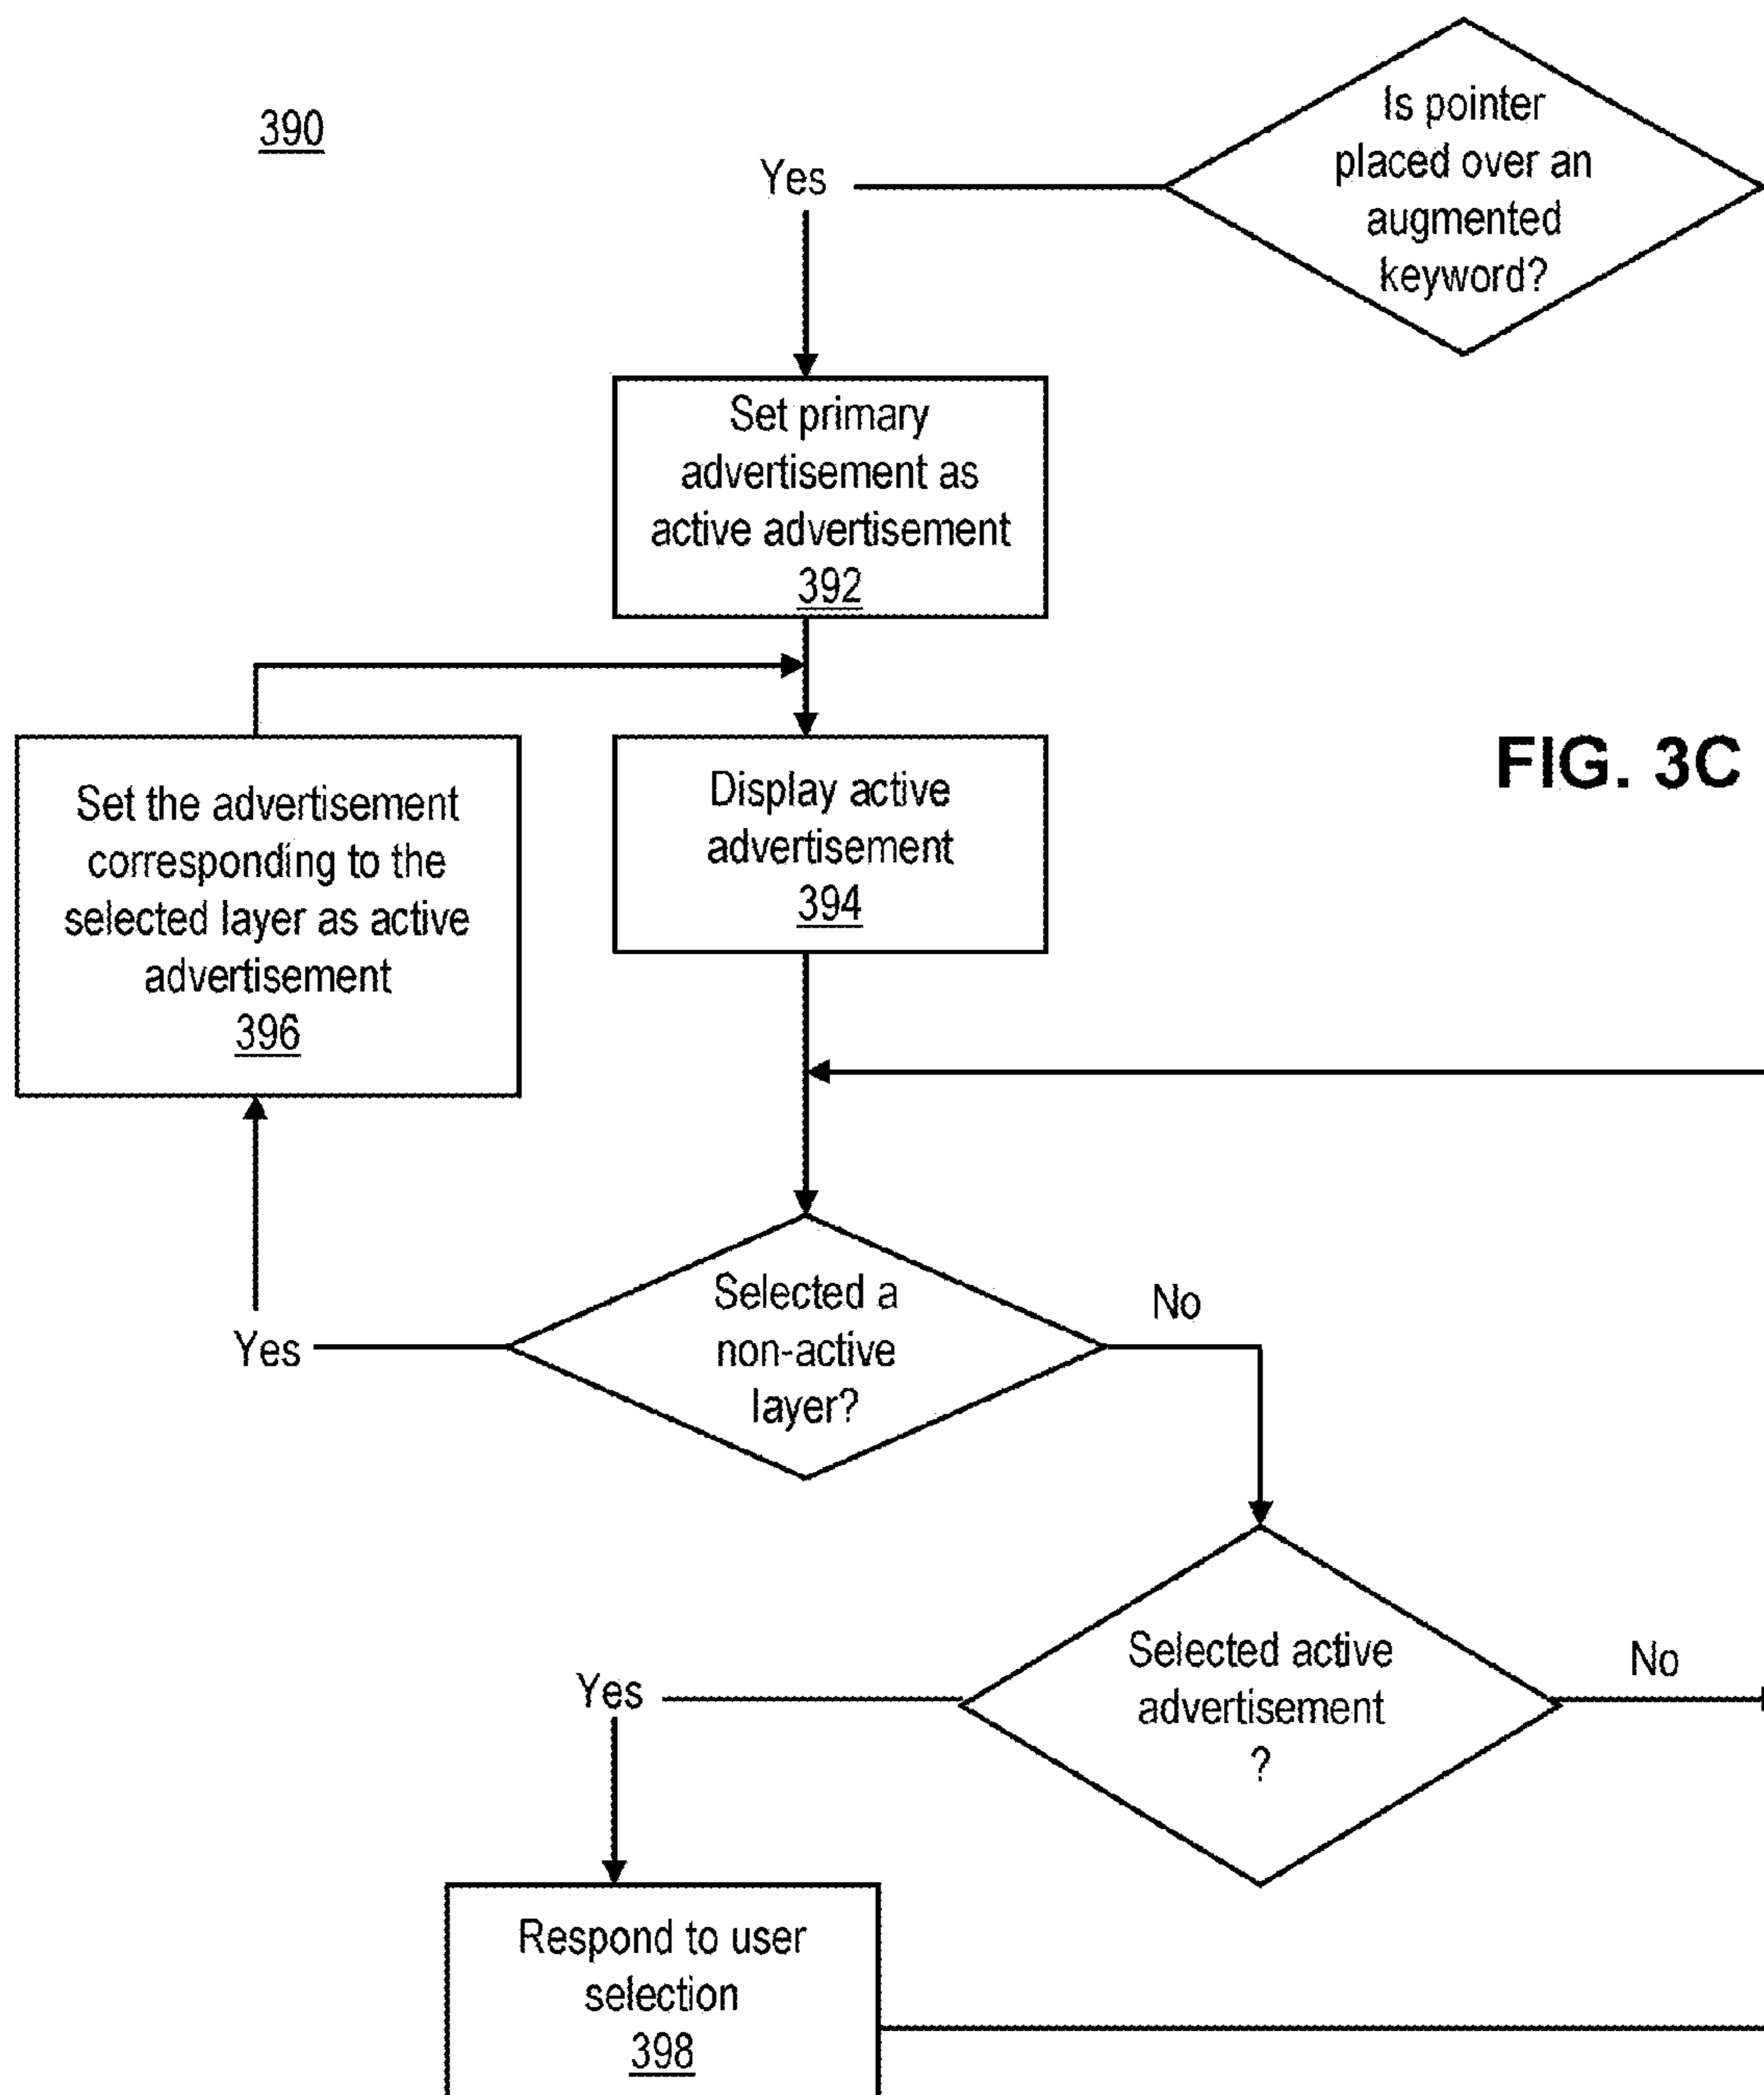 390
Is pointer
placed over an
augmented
keyword?
Yes
Set primary
advertisement as
active advertisement
392
Set the advertisement
corresponding to the
selected layer as active
advertisement
396
Display active
advertisement
394
FIG. 3C
Selected a
non-active
layer?
Yes
No
Selected active
advertisement
?
Yes
No
Respond to user
selection
398